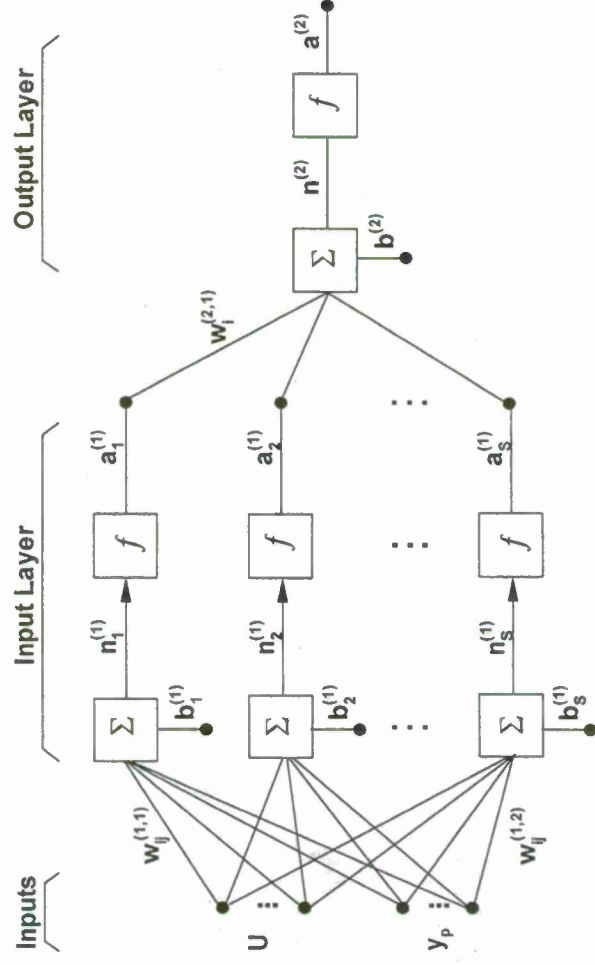 Inputs
Input Layer
Output Layer
U
y_p
w_ij^(1,1)
w_ij^(1,2)
Σ
n_1^(1)
f
a_1^(1)
b_1^(1)
Σ
n_2^(1)
f
a_2^(1)
b_2^(1)
Σ
n_S^(1)
f
a_S^(1)
b_S^(1)
w_i^(2,1)
Σ
n^(2)
f
a^(2)
b^(2)